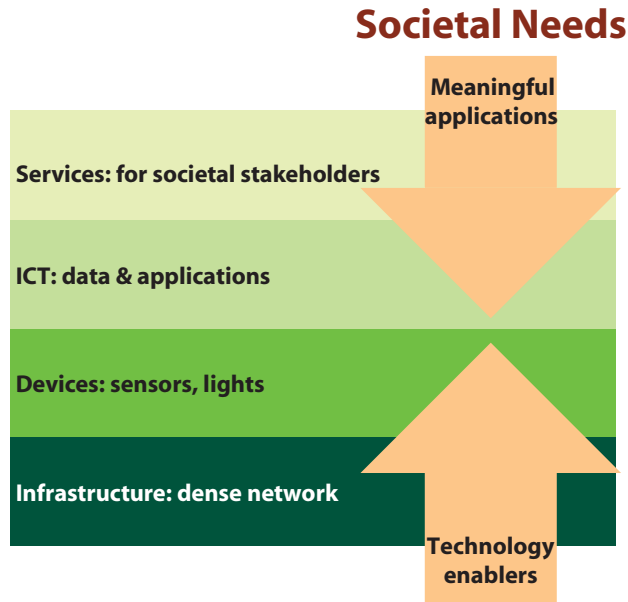 Societal Needs
Meaningful
applications
Services: for societal stakeholders
ICT: data & applications
Devices: sensors, lights
Infrastructure: dense network
Technology
enablers